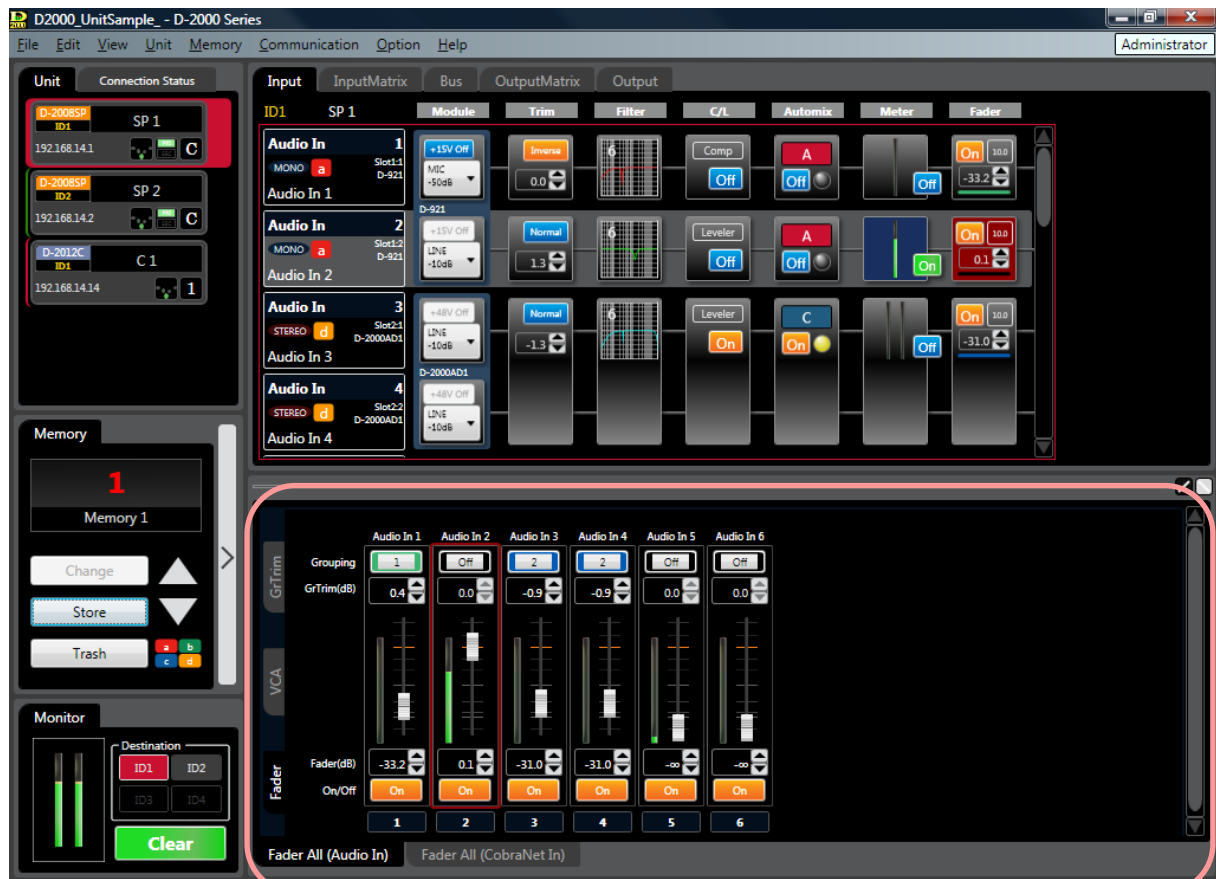 D2000_UnitSample_ - D-2000 Series
File Edit View Unit Memory Communication Option Help
Administrator
Unit Connection Status
D-2008SP
ID1
SP 1
192.168.14.1
C
D-2008SP
ID2
SP 2
192.168.14.2
C
D-2012C
ID1
C 1
192.168.14.14
1
Input InputMatrix Bus OutputMatrix Output
ID1 SP 1 Module Trim Filter C/L Automix Meter Fader
Audio In 1
MONO a Slot1:1
D-921
Audio In 1
+15V Off
MIC
-50dB
Inverse
0.0
6
Comp
Off
A
Off
Off
On 10.0
-33.2
D-921
Audio In 2
MONO a Slot1:2
D-921
Audio In 2
+15V Off
LINE
-10dB
Normal
1.3
6
Leveler
Off
A
Off
On
On 10.0
0.1
Audio In 3
STEREO d Slot2:1
D-2000AD1
Audio In 3
+48V Off
LINE
-10dB
Normal
-1.3
6
Leveler
On
C
On
Off
On 10.0
-31.0
D-2000AD1
Audio In 4
STEREO d Slot2:2
D-2000AD1
Audio In 4
+48V Off
LINE
-10dB
Memory
1
Memory 1
Change
Store
Trash
a b
c d
Monitor
Destination
ID1 ID2
ID3 ID4
Clear
GrTrim
VCA
Fader
Audio In 1 Audio In 2 Audio In 3 Audio In 4 Audio In 5 Audio In 6
Grouping 1 Off 2 2 Off Off
GrTrim(dB) 0.4 0.0 -0.9 -0.9 0.0 0.0
Fader(dB) -33.2 0.1 -31.0 -31.0 -∞ -∞
On/Off On On On On On On
1 2 3 4 5 6
Fader All (Audio In) Fader All (CobraNet In)